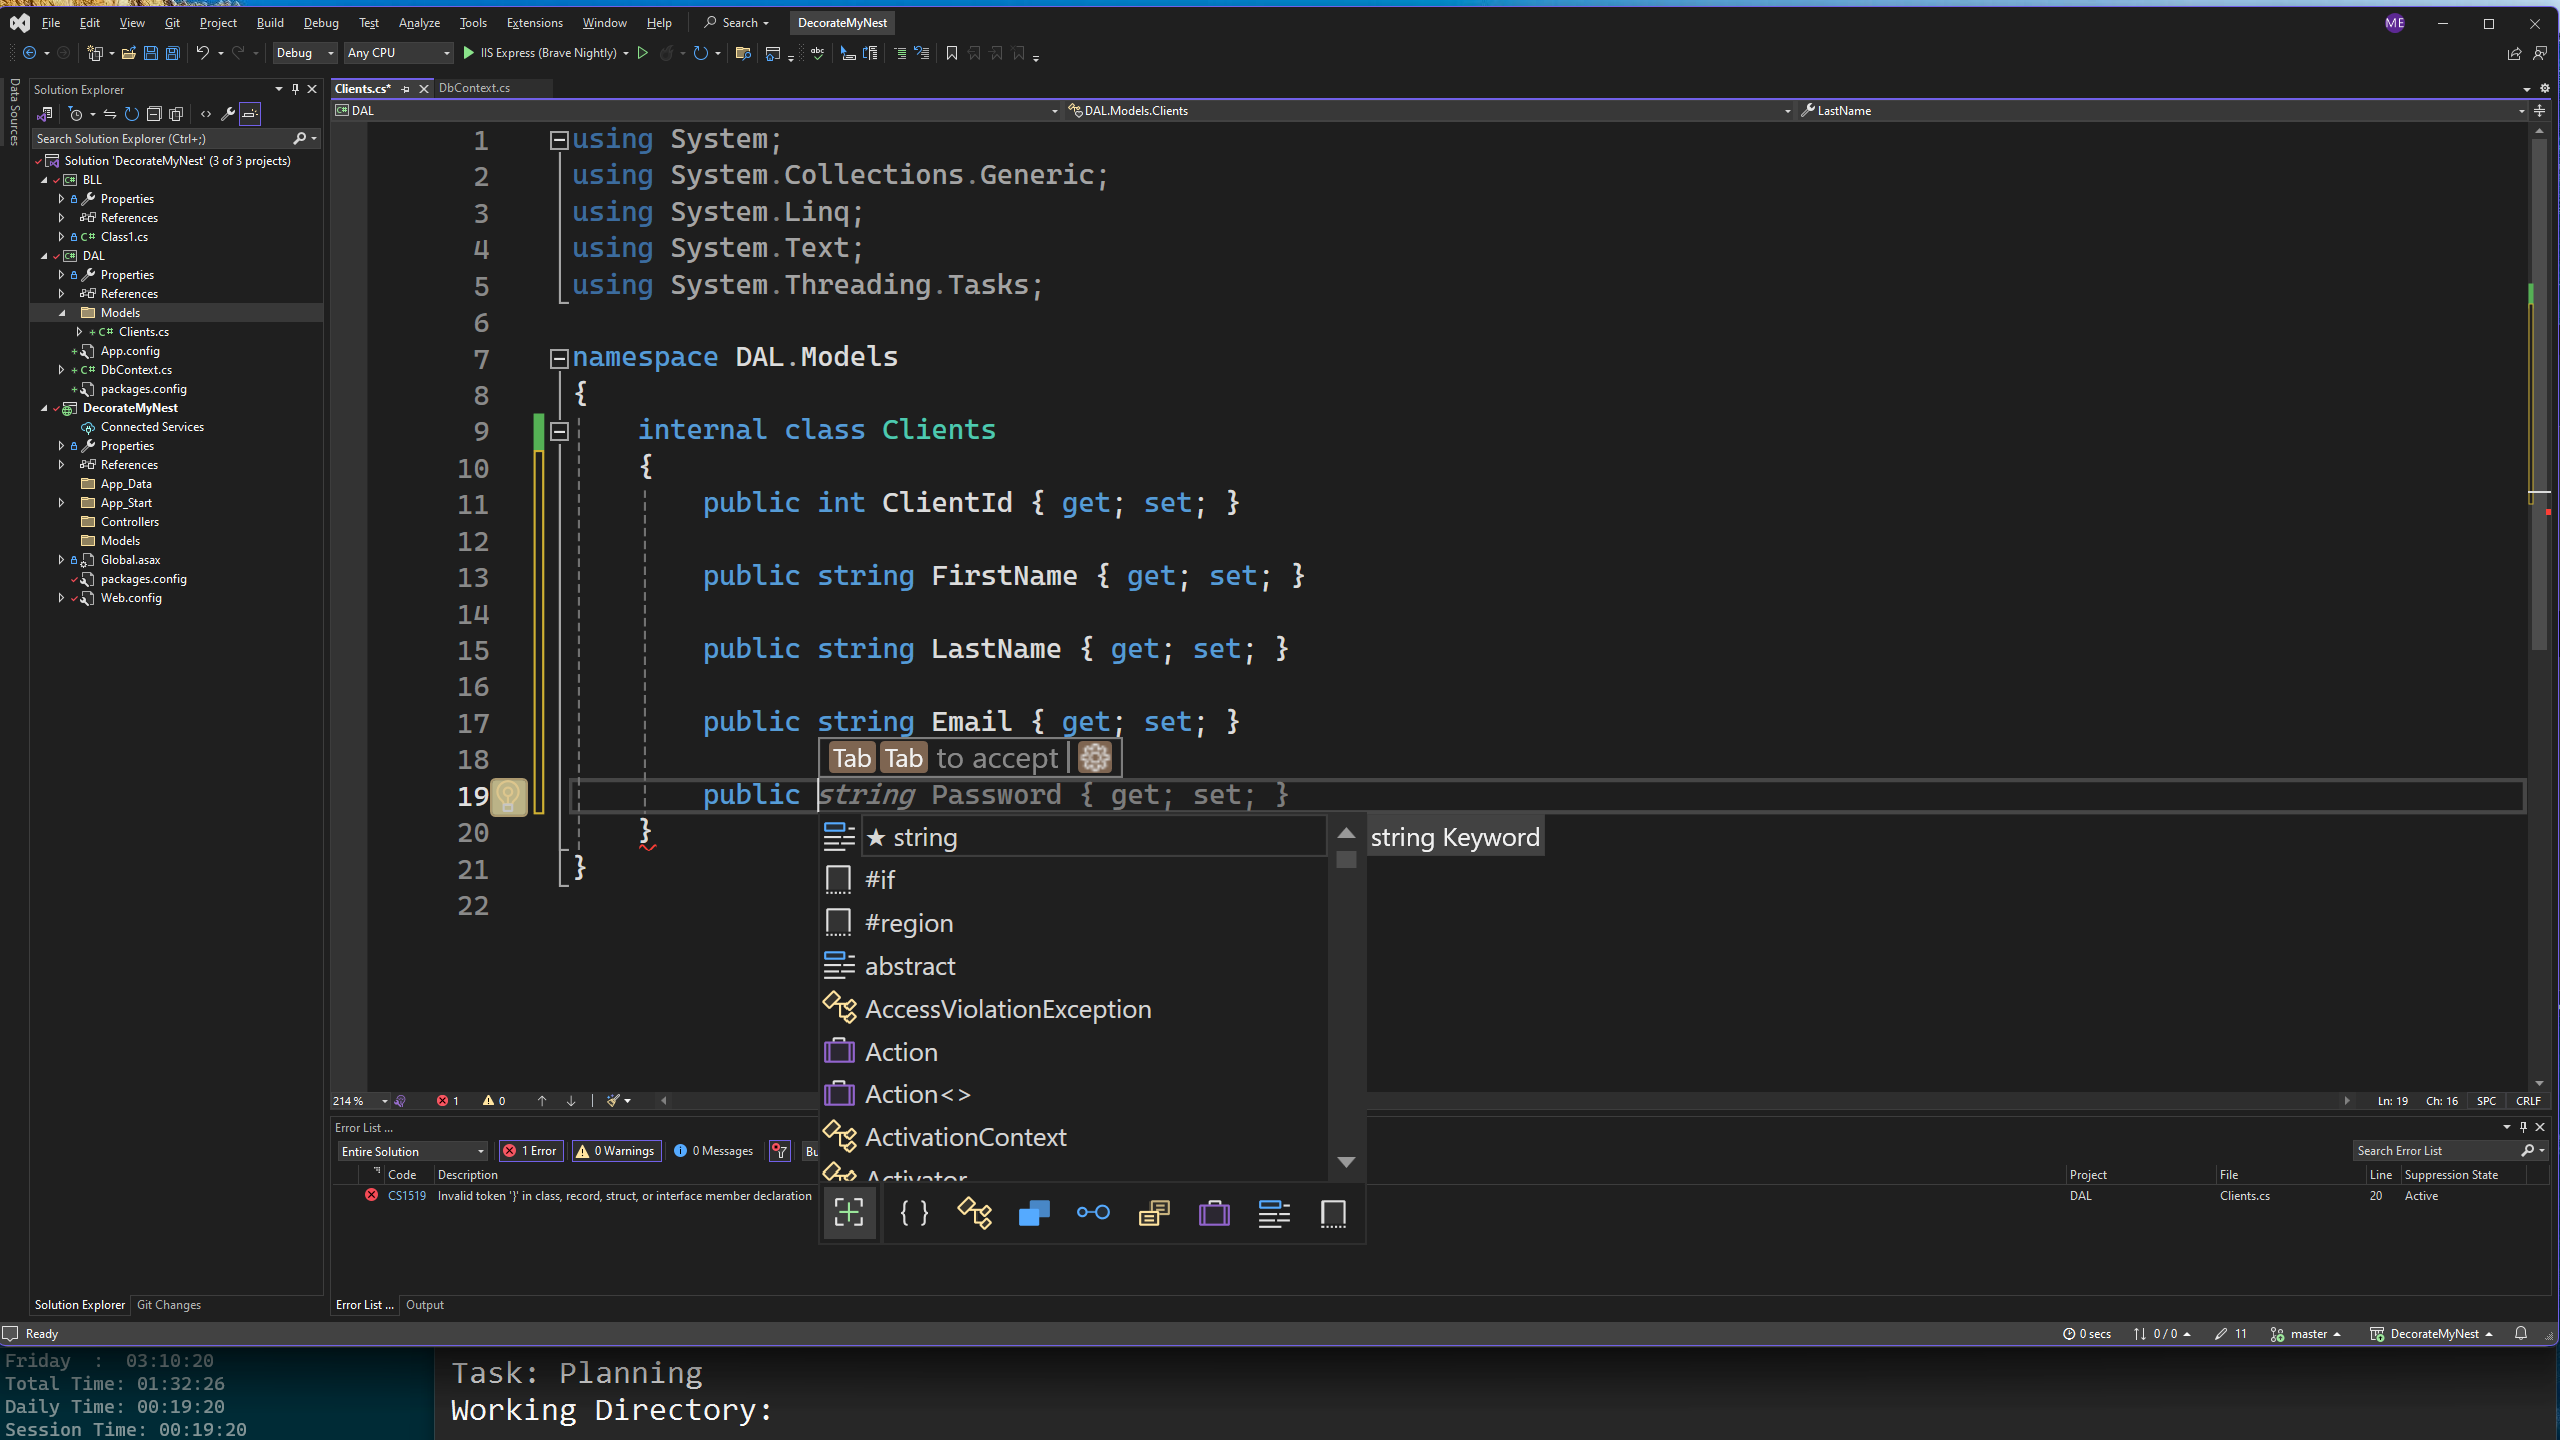 File Edit View Git Project Build Debug Test Analyze Tools Extensions Window Help Search DecorateMyNest ME
Debug Any CPU IIS Express (Brave Nightly) abc
Data Sources
Solution Explorer
Search Solution Explorer (Ctrl+;)
Solution 'DecorateMyNest' (3 of 3 projects)
BLL
Properties
References
C# Class1.cs
DAL
Properties
References
Models
C# Clients.cs
App.config
C# DbContext.cs
packages.config
DecorateMyNest
Connected Services
Properties
References
App_Data
App_Start
Controllers
Models
Global.asax
packages.config
Web.config
Solution Explorer Git Changes
Clients.cs* DbContext.cs
DAL DAL.Models.Clients LastName
1 using System;
2 using System.Collections.Generic;
3 using System.Linq;
4 using System.Text;
5 using System.Threading.Tasks;
6
7 namespace DAL.Models
8 {
9 internal class Clients
10 {
11 public int ClientId { get; set; }
12
13 public string FirstName { get; set; }
14
15 public string LastName { get; set; }
16
17 public string Email { get; set; }
18
Tab Tab to accept
19 public string Password { get; set; }
20 }
21 }
22
★ string
string Keyword
#if
#region
abstract
AccessViolationException
Action
Action<>
ActivationContext
Activator
214 % 1 0 Ln: 19 Ch: 16 SPC CRLF
Error List ...
Entire Solution 1 Error 0 Warnings 0 Messages Bu Search Error List
Code Description Project File Line Suppression State
CS1519 Invalid token '}' in class, record, struct, or interface member declaration DAL Clients.cs 20 Active
Error List ... Output
Ready 0 secs 0 / 0 11 master DecorateMyNest
Friday : 03:10:20
Total Time: 01:32:26
Daily Time: 00:19:20
Session Time: 00:19:20
Task: Planning
Working Directory: